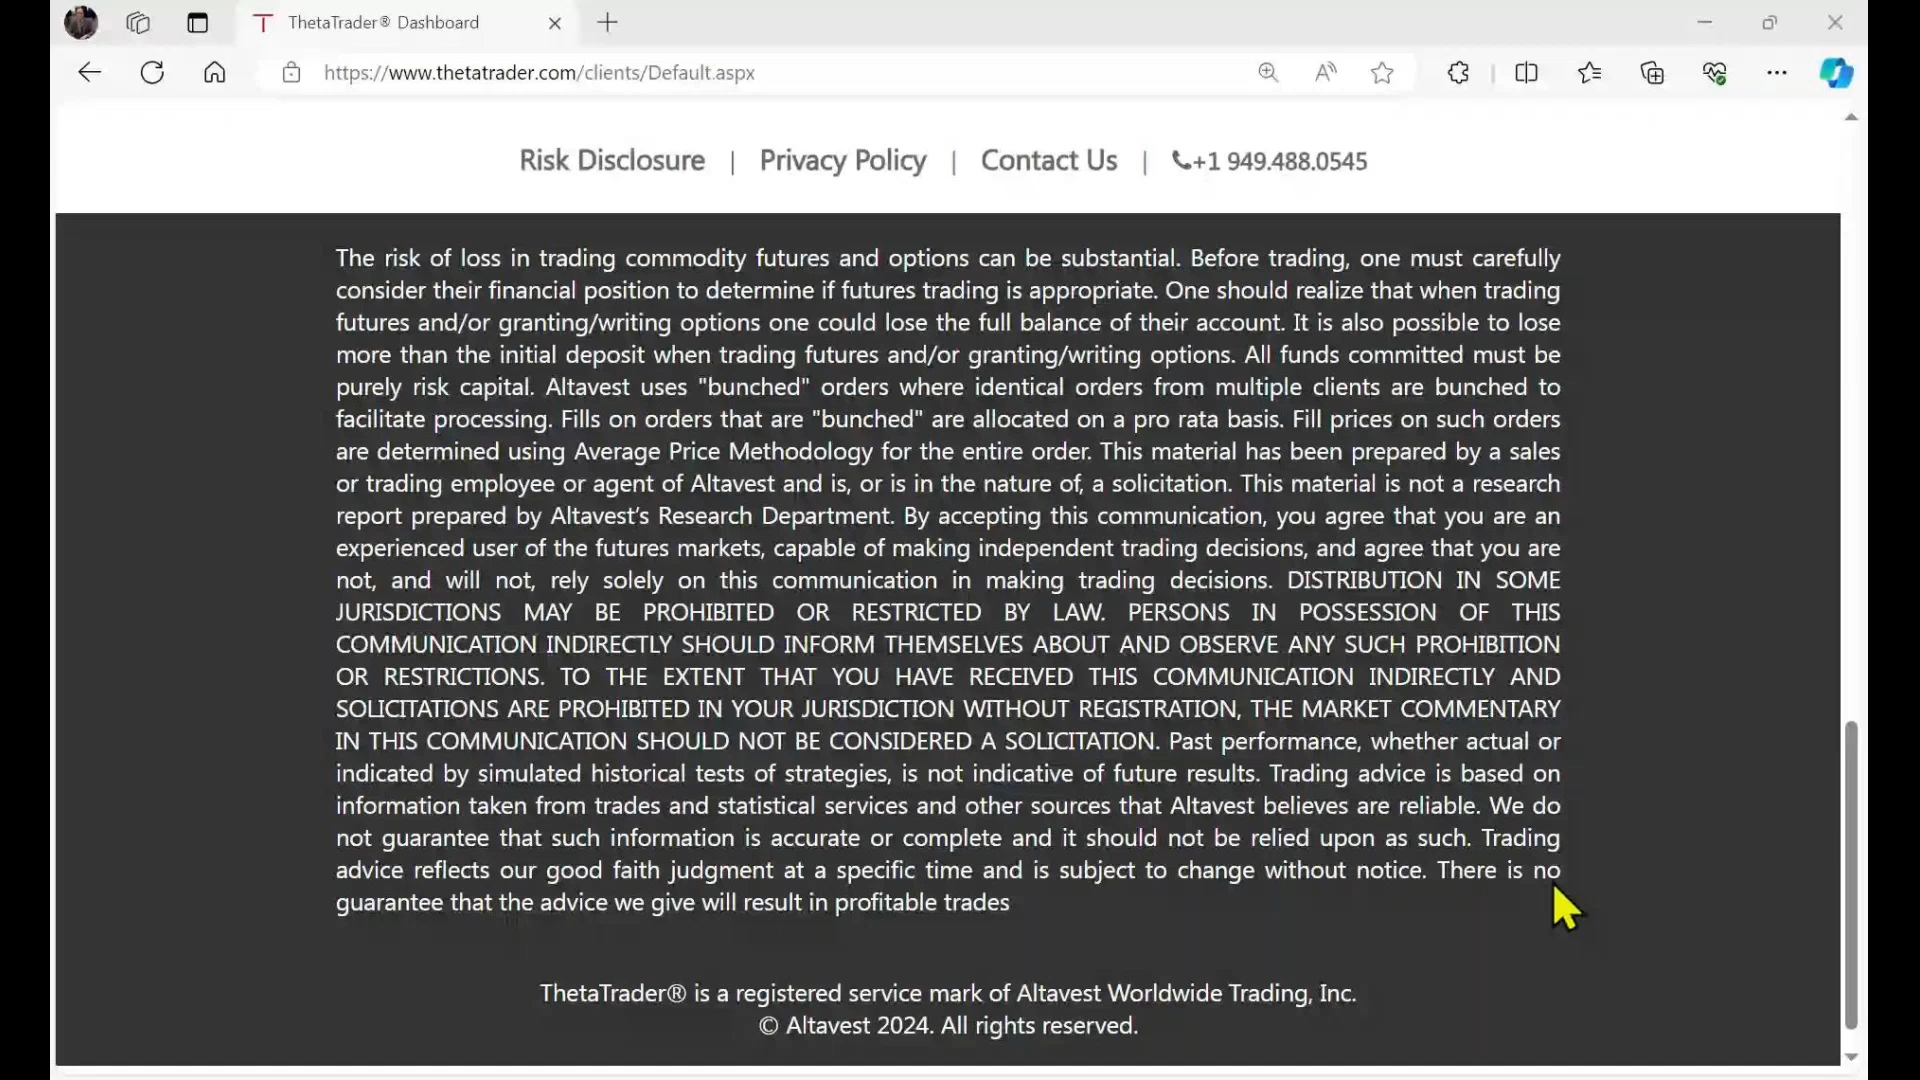 ThetaTrader® Dashboard
https://www.thetatrader.com/clients/Default.aspx
Risk Disclosure | Privacy Policy | Contact Us | +1 949.488.0545
The risk of loss in trading commodity futures and options can be substantial. Before trading, one must carefully
consider their financial position to determine if futures trading is appropriate. One should realize that when trading
futures and/or granting/writing options one could lose the full balance of their account. It is also possible to lose
more than the initial deposit when trading futures and/or granting/writing options. All funds committed must be
purely risk capital. Altavest uses "bunched" orders where identical orders from multiple clients are bunched to
facilitate processing. Fills on orders that are "bunched" are allocated on a pro rata basis. Fill prices on such orders
are determined using Average Price Methodology for the entire order. This material has been prepared by a sales
or trading employee or agent of Altavest and is, or is in the nature of, a solicitation. This material is not a research
report prepared by Altavest’s Research Department. By accepting this communication, you agree that you are an
experienced user of the futures markets, capable of making independent trading decisions, and agree that you are
not, and will not, rely solely on this communication in making trading decisions. DISTRIBUTION IN SOME
JURISDICTIONS MAY BE PROHIBITED OR RESTRICTED BY LAW. PERSONS IN POSSESSION OF THIS
COMMUNICATION INDIRECTLY SHOULD INFORM THEMSELVES ABOUT AND OBSERVE ANY SUCH PROHIBITION
OR RESTRICTIONS. TO THE EXTENT THAT YOU HAVE RECEIVED THIS COMMUNICATION INDIRECTLY AND
SOLICITATIONS ARE PROHIBITED IN YOUR JURISDICTION WITHOUT REGISTRATION, THE MARKET COMMENTARY
IN THIS COMMUNICATION SHOULD NOT BE CONSIDERED A SOLICITATION. Past performance, whether actual or
indicated by simulated historical tests of strategies, is not indicative of future results. Trading advice is based on
information taken from trades and statistical services and other sources that Altavest believes are reliable. We do
not guarantee that such information is accurate or complete and it should not be relied upon as such. Trading
advice reflects our good faith judgment at a specific time and is subject to change without notice. There is no
guarantee that the advice we give will result in profitable trades
ThetaTrader® is a registered service mark of Altavest Worldwide Trading, Inc.
© Altavest 2024. All rights reserved.